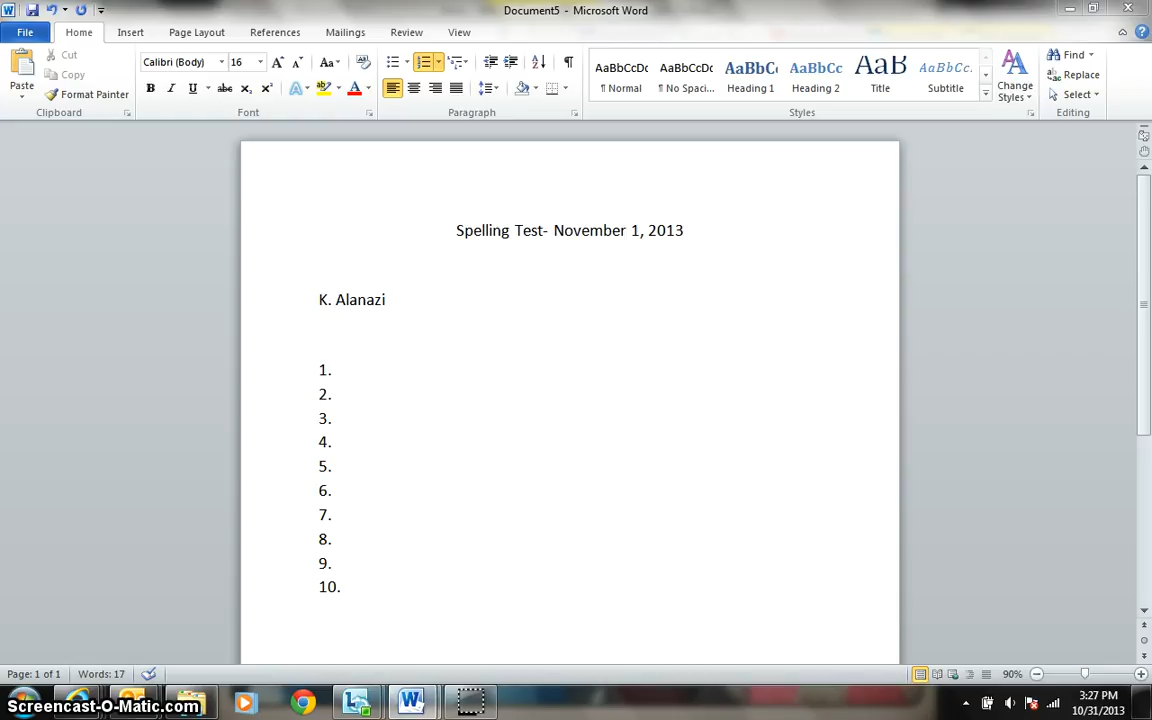 Document5 - Microsoft Word
File Home Insert Page Layout References Mailings Review View
Paste
Cut
Copy
Format Painter
Clipboard
Calibri (Body) 16
Font
Paragraph
AaBbCcDc AaBbCcDc AaBbCc AaBbCc AaB AaBbCc.
¶ Normal ¶ No Spaci... Heading 1 Heading 2 Title Subtitle
Change
Styles
Styles
Find
Replace
Select
Editing
Spelling Test- November 1, 2013
K. Alanazi
1.
2.
3.
4.
5.
6.
7.
8.
9.
10.
Page: 1 of 1 Words: 17 90%
Screencast-O-Matic.com
3:27 PM
10/31/2013